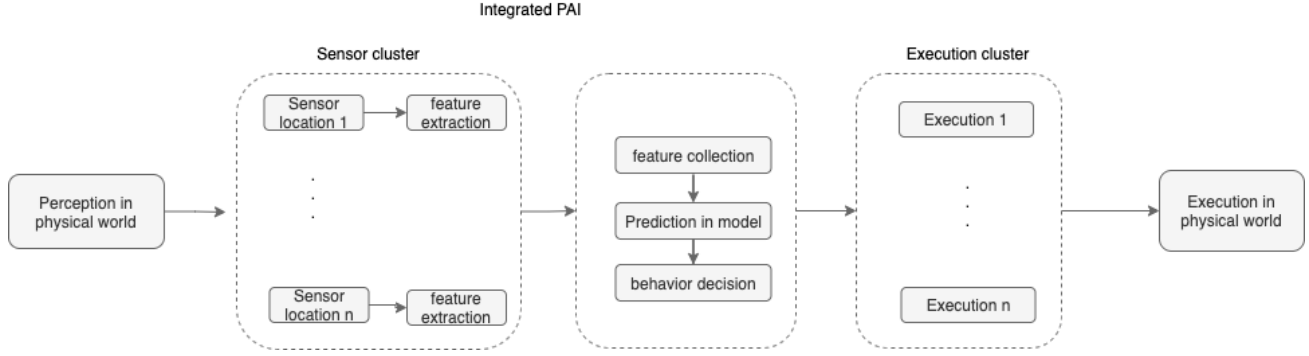 Integrated PAI
Sensor cluster
Execution cluster
Perception in
physical world
Sensor
location 1
feature
extraction
Sensor
location n
feature
extraction
feature collection
Prediction in model
behavior decision
Execution 1
Execution n
Execution in
physical world